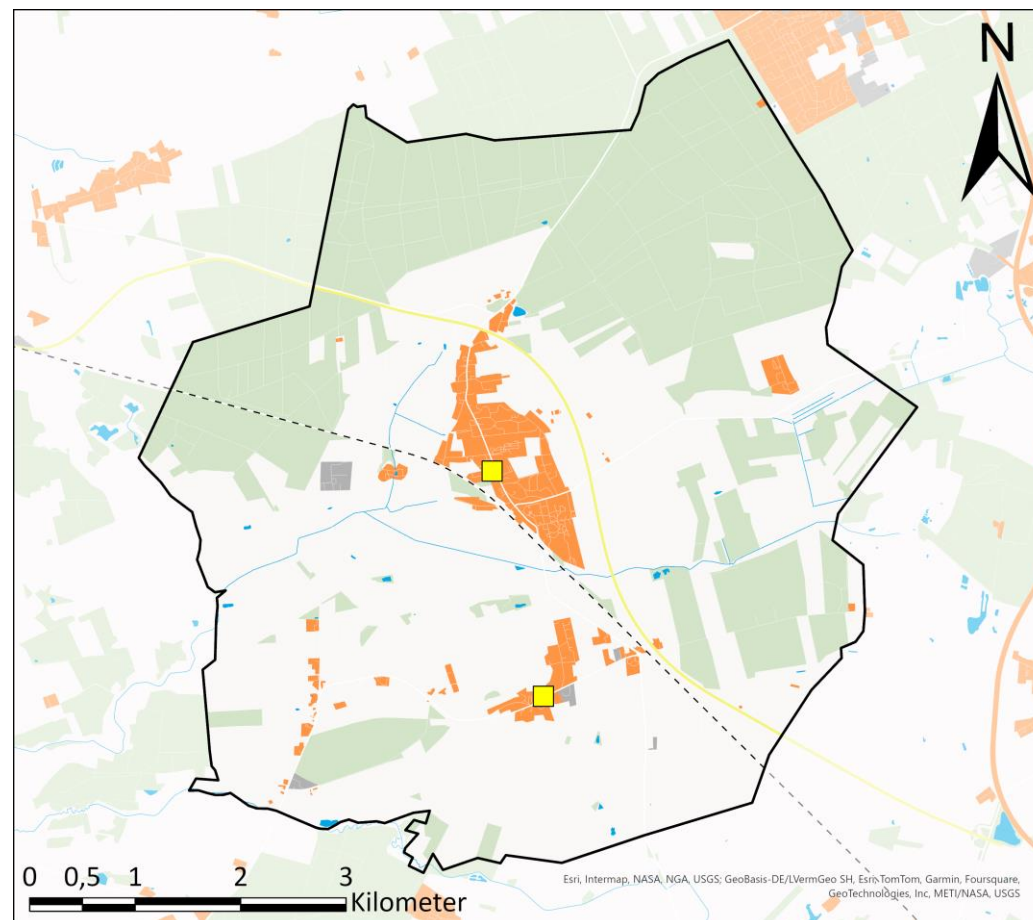 N
0 0,5 1 2 3
Kilometer
Esri, Intermap, NASA, NGA, USGS; GeoBasis-DE/LVermGeo SH, Esri, TomTom, Garmin, Foursquare,
GeoTechnologies, Inc, METI/NASA, USGS